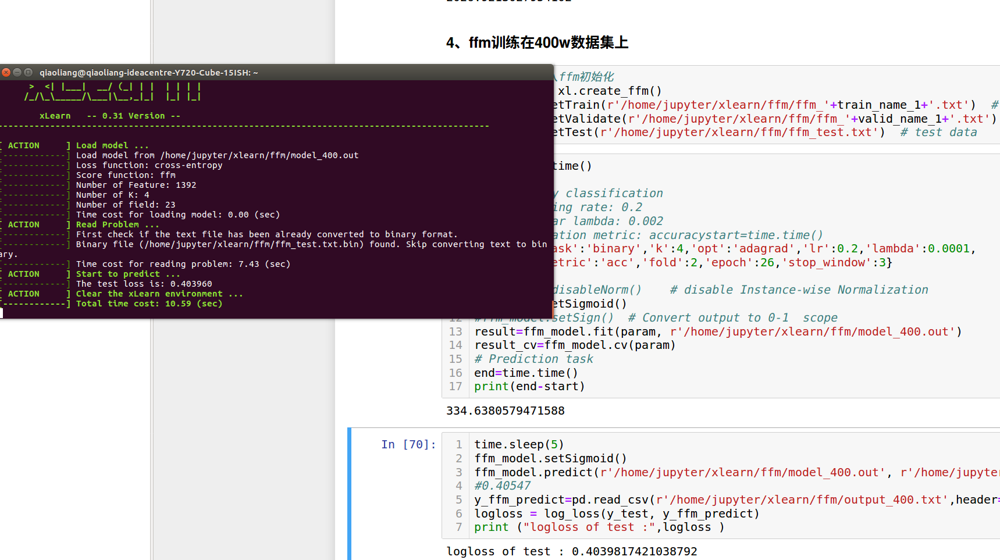 4、ffm训练在400w数据集上
qiaoliang@qiaoliang-ideacentre-Y720-Cube-15ISH: ~
> <| |___| __/ (_| | | | | | |
/_/\_\_____/\___|\__,_|_| |_| |_|
xLearn -- 0.31 Version --
[ ACTION ] Load model ...
[------------] Load model from /home/jupyter/xlearn/ffm/model_400.out
[------------] Loss function: cross-entropy
[------------] Score function: ffm
[------------] Number of Feature: 1392
[------------] Number of K: 4
[------------] Number of field: 23
[------------] Time cost for loading model: 0.00 (sec)
[ ACTION ] Read Problem ...
[------------] First check if the text file has been already converted to binary format.
[------------] Binary file (/home/jupyter/xlearn/ffm/ffm_test.txt.bin) found. Skip converting text to bin
ary.
[------------] Time cost for reading problem: 7.43 (sec)
[ ACTION ] Start to predict ...
[------------] The test loss is: 0.403960
[ ACTION ] Clear the xLearn environment ...
[------------] Total time cost: 10.59 (sec)
ffm初始化
xl.create_ffm()
etTrain(r'/home/jupyter/xlearn/ffm/ffm_'+train_name_1+'.txt') #
etValidate(r'/home/jupyter/xlearn/ffm/ffm_'+valid_name_1+'.txt')
etTest(r'/home/jupyter/xlearn/ffm/ffm_test.txt') # test data
time()
y classification
ing rate: 0.2
ar lambda: 0.002
ation metric: accuracystart=time.time()
ask':'binary','k':4,'opt':'adagrad','lr':0.2,'lambda':0.0001,
etric':'acc','fold':2,'epoch':26,'stop_window':3}
disableNorm() # disable Instance-wise Normalization
etSigmoid()
12 #ffm_model.setSign() # Convert output to 0-1 scope
13 result=ffm_model.fit(param, r'/home/jupyter/xlearn/ffm/model_400.out')
14 result_cv=ffm_model.cv(param)
15 # Prediction task
16 end=time.time()
17 print(end-start)
334.6380579471588
In [70]:
1 time.sleep(5)
2 ffm_model.setSigmoid()
3 ffm_model.predict(r'/home/jupyter/xlearn/ffm/model_400.out', r'/home/jupyter
4 #0.40547
5 y_ffm_predict=pd.read_csv(r'/home/jupyter/xlearn/ffm/output_400.txt',header=
6 logloss = log_loss(y_test, y_ffm_predict)
7 print ("logloss of test :",logloss )
logloss of test : 0.4039817421038792